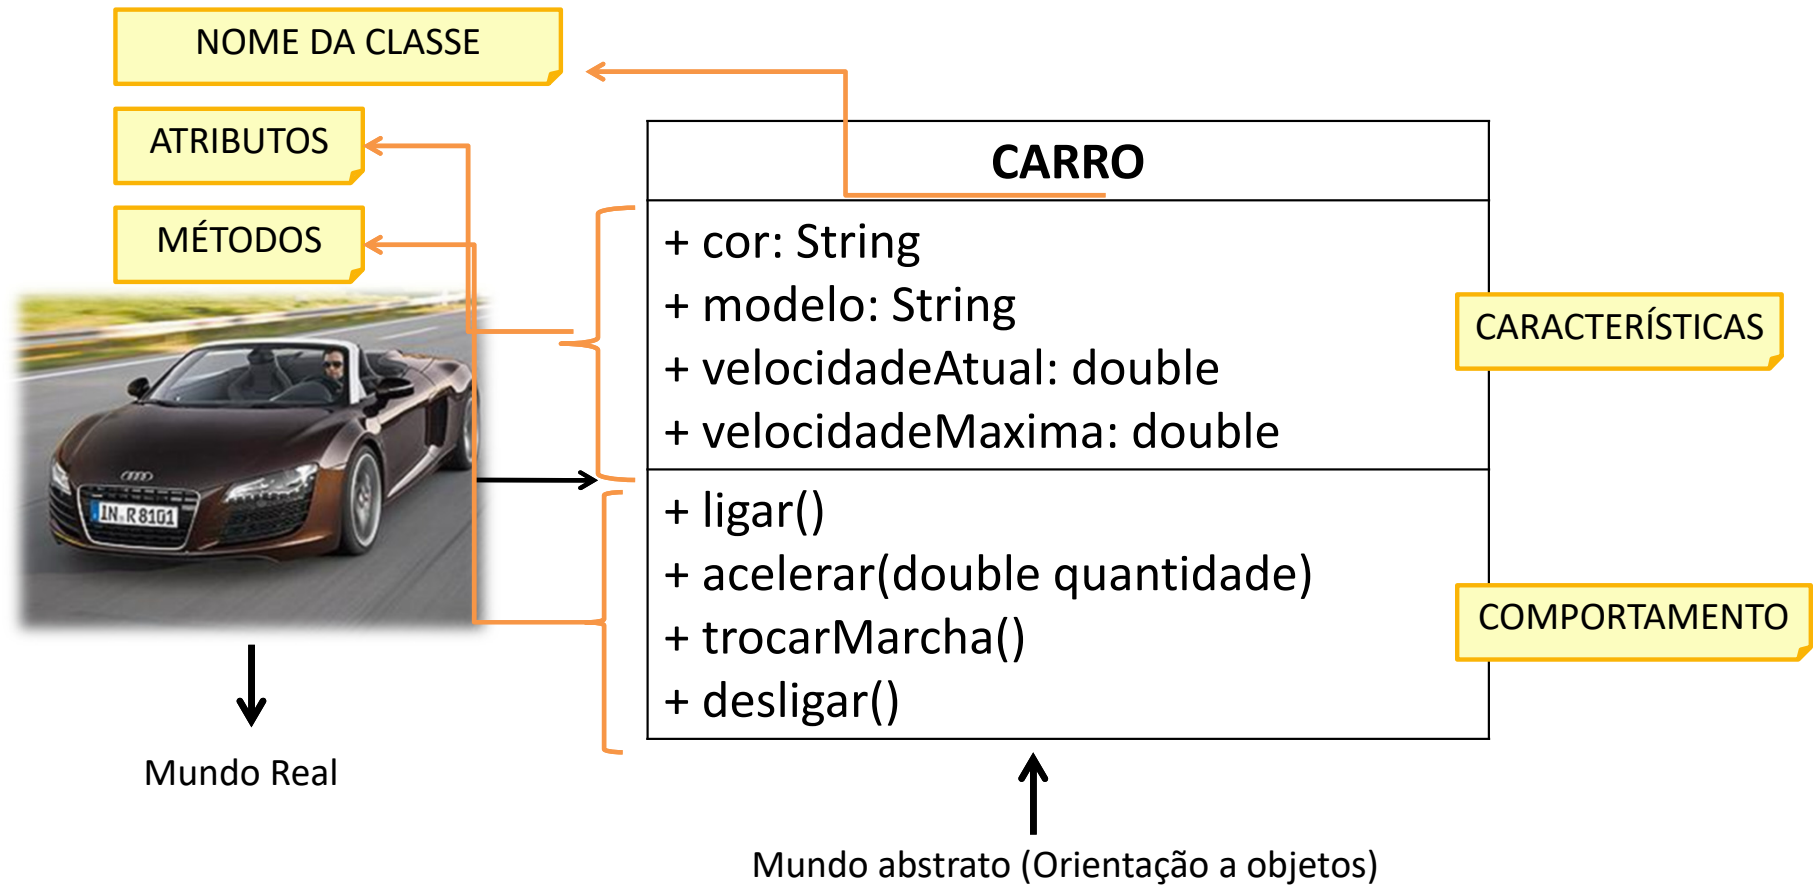 NOME DA CLASSE
ATRIBUTOS
MÉTODOS
CARRO
+ cor: String
+ modelo: String
+ velocidadeAtual: double
+ velocidadeMaxima: double
CARACTERÍSTICAS
+ ligar()
+ acelerar(double quantidade)
+ trocarMarcha()
+ desligar()
COMPORTAMENTO
IN R 8101
Mundo Real
Mundo abstrato (Orientação a objetos)